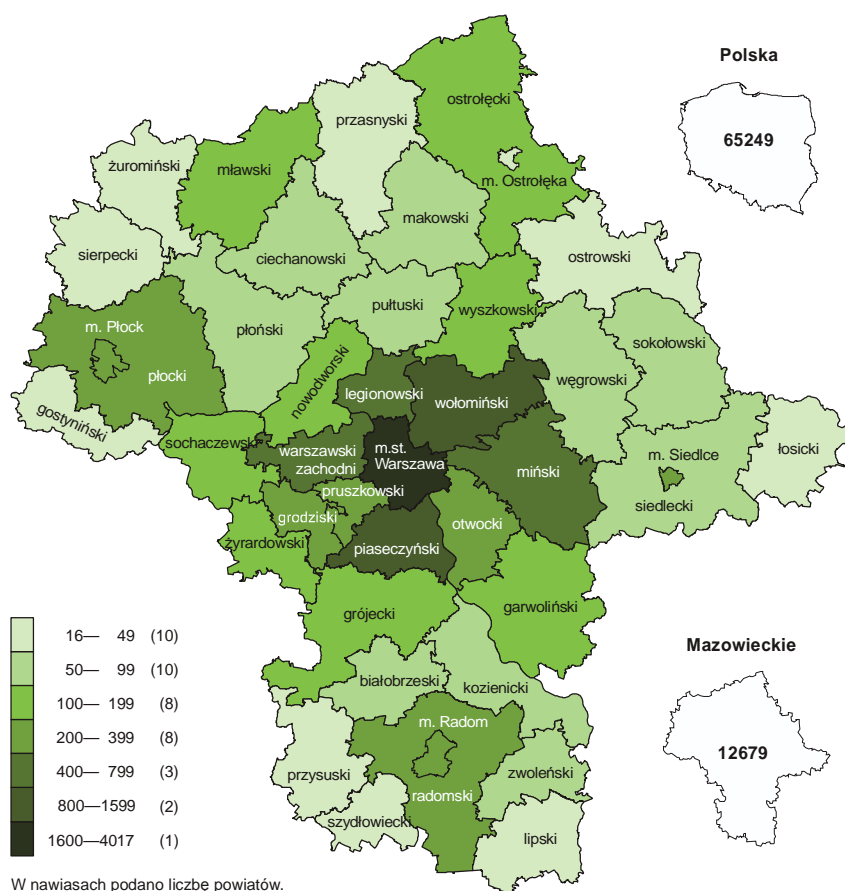 Polska
65249
ostrołęcki
przasnyski
żuromiński
mławski
m. Ostrołęka
makowski
sierpecki
ciechanowski
ostrowski
pułtuski
wyszkowski
m. Płock
płoński
sokołowski
płocki
nowodworski
węgrowski
legionowski
wołomiński
gostyniński
sochaczewski
warszawski
zachodni
m.st.
Warszawa
miński
m. Siedlce
łosicki
siedlecki
pruszkowski
grodziski
otwocki
żyrardowski
piaseczyński
grójecki
garwoliński
16— 49 (10)
50— 99 (10)
100— 199 (8)
200— 399 (8)
400— 799 (3)
800—1599 (2)
1600—4017 (1)
Mazowieckie
12679
białobrzeski
kozienicki
m. Radom
przysuski
zwoleński
radomski
szydłowiecki
lipski
W nawiasach podano liczbę powiatów.